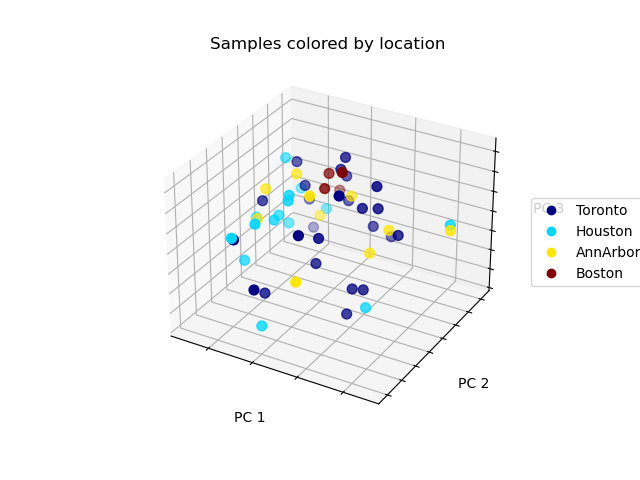 Samples colored by location
PC 3
Toronto
Houston
AnnArbor
Boston
PC 2
PC 1